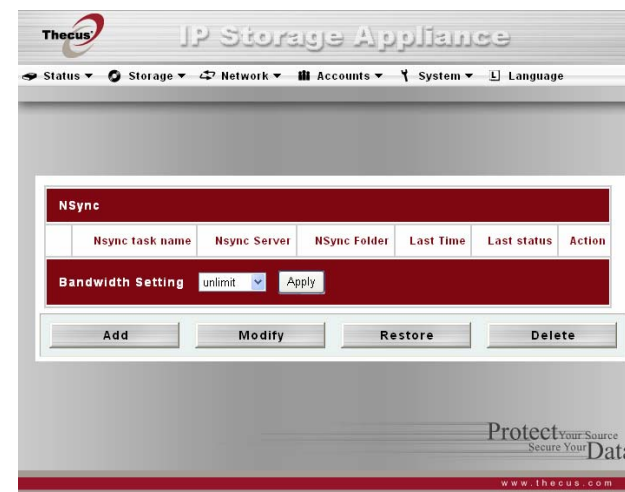 Thecus IP Storage Appliance
Status Storage Network Accounts System L Language
NSync
Nsync task name Nsync Server NSync Folder Last Time Last status Action
Bandwidth Setting unlimit Apply
Add Modify Restore Delete
Protect Your Source
Secure Your Data
www.thecus.com